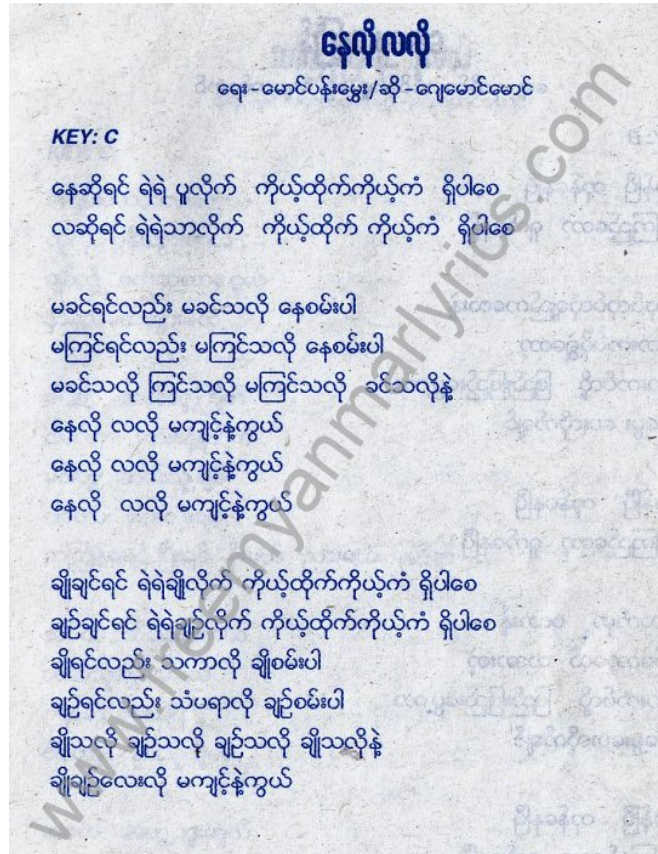 နေလို လလို
ရေး-မောင်ပန်းမွှေး/ဆို-ဂျေမောင်မောင်
KEY: C
နေဆိုရင် ရဲရဲ ပူလိုက် ကိုယ့်ထိုက်ကိုယ့်ကံ ရှိပါစေ
လဆိုရင် ရဲရဲသာလိုက် ကိုယ့်ထိုက် ကိုယ့်ကံ ရှိပါစေ
မခင်ရင်လည်း မခင်သလို နေစမ်းပါ
မကြင်ရင်လည်း မကြင်သလို နေစမ်းပါ
မခင်သလို ကြင်သလို မကြင်သလို ခင်သလိုနဲ့
နေလို လလို မကျင့်နဲ့ကွယ်
နေလို လလို မကျင့်နဲ့ကွယ်
နေလို လလို မကျင့်နဲ့ကွယ်
ချိုချင်ရင် ရဲရဲချိုလိုက် ကိုယ့်ထိုက်ကိုယ့်ကံ ရှိပါစေ
ချဉ်ချင်ရင် ရဲရဲချဉ်လိုက် ကိုယ့်ထိုက်ကိုယ့်ကံ ရှိပါစေ
ချိုရင်လည်း သကာလို ချိုစမ်းပါ
ချဉ်ရင်လည်း သံပရာလို ချဉ်စမ်းပါ
ချိုသလို ချဉ်သလို ချဉ်သလို ချိုသလိုနဲ့
ချိုချဉ်လေးလို မကျင့်နဲ့ကွယ်
www.freemyanmarlyrics.com